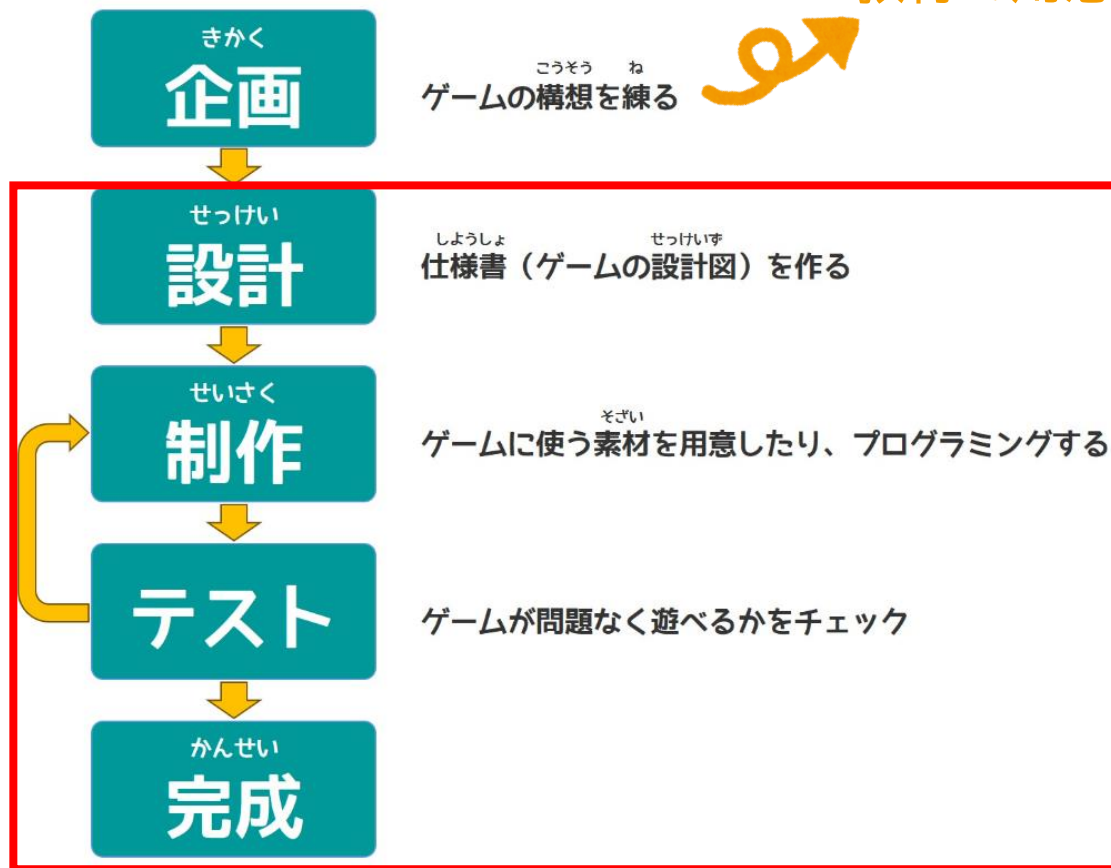 きかく
企画
こうそう ね
ゲームの構想を練る
せっけい
設計
しようしょ せっけいず
仕様書（ゲームの設計図）を作る
せいさく
制作
そざい
ゲームに使う素材を用意したり、プログラミングする
テスト
ゲームが問題なく遊べるかをチェック
かんせい
完成